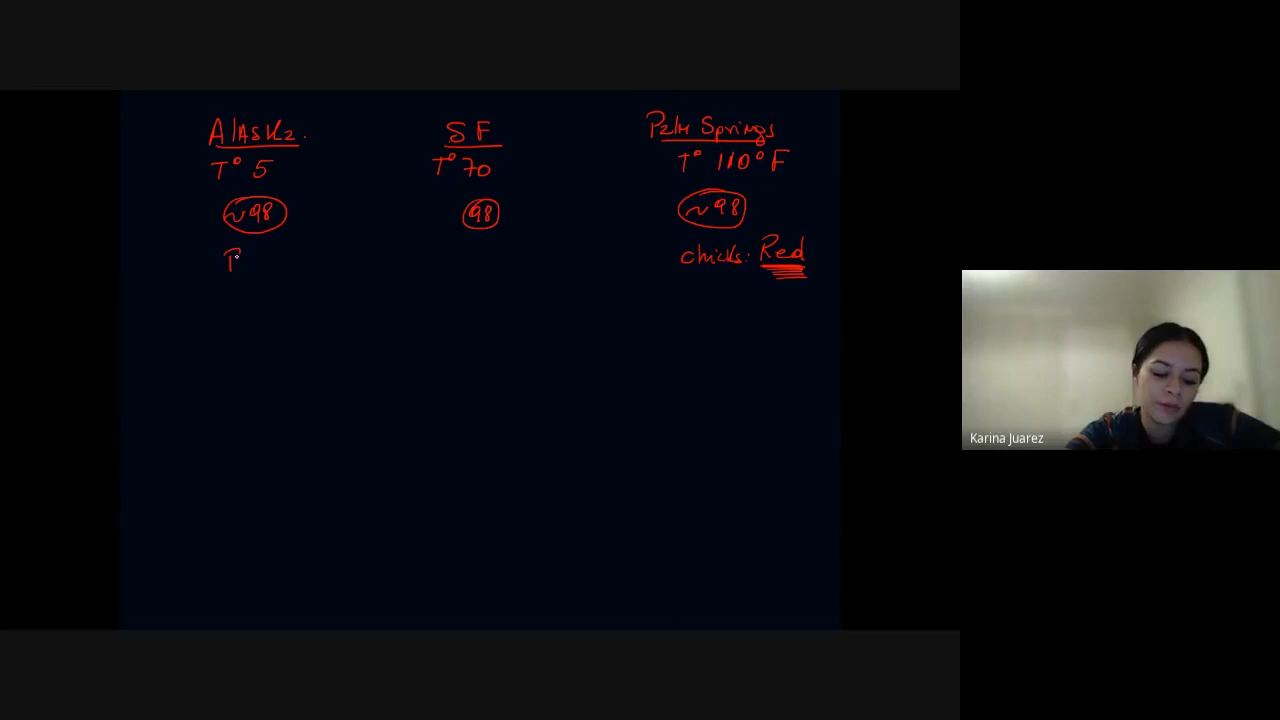 Alaska.
T° 5
~98
P
SF
T° 70
98
Palm Springs
T° 110° F
~98
chicks: Red
Karina Juarez